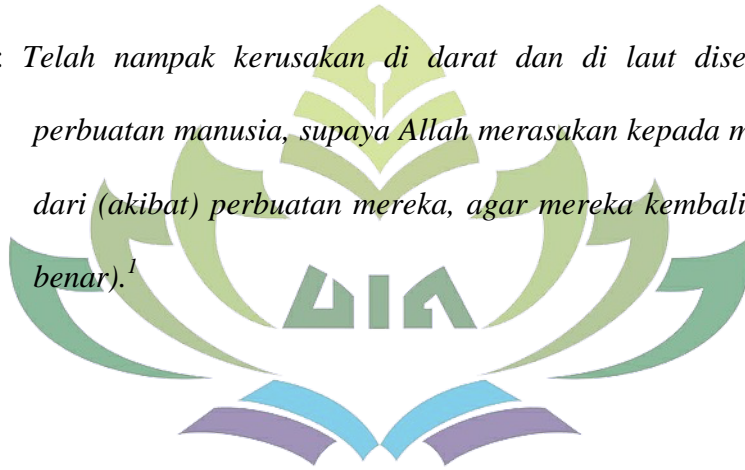 : Telah nampak kerusakan di darat dan di laut dise
perbuatan manusia, supaya Allah merasakan kepada m
dari (akibat) perbuatan mereka, agar mereka kembali
benar).1
UIN